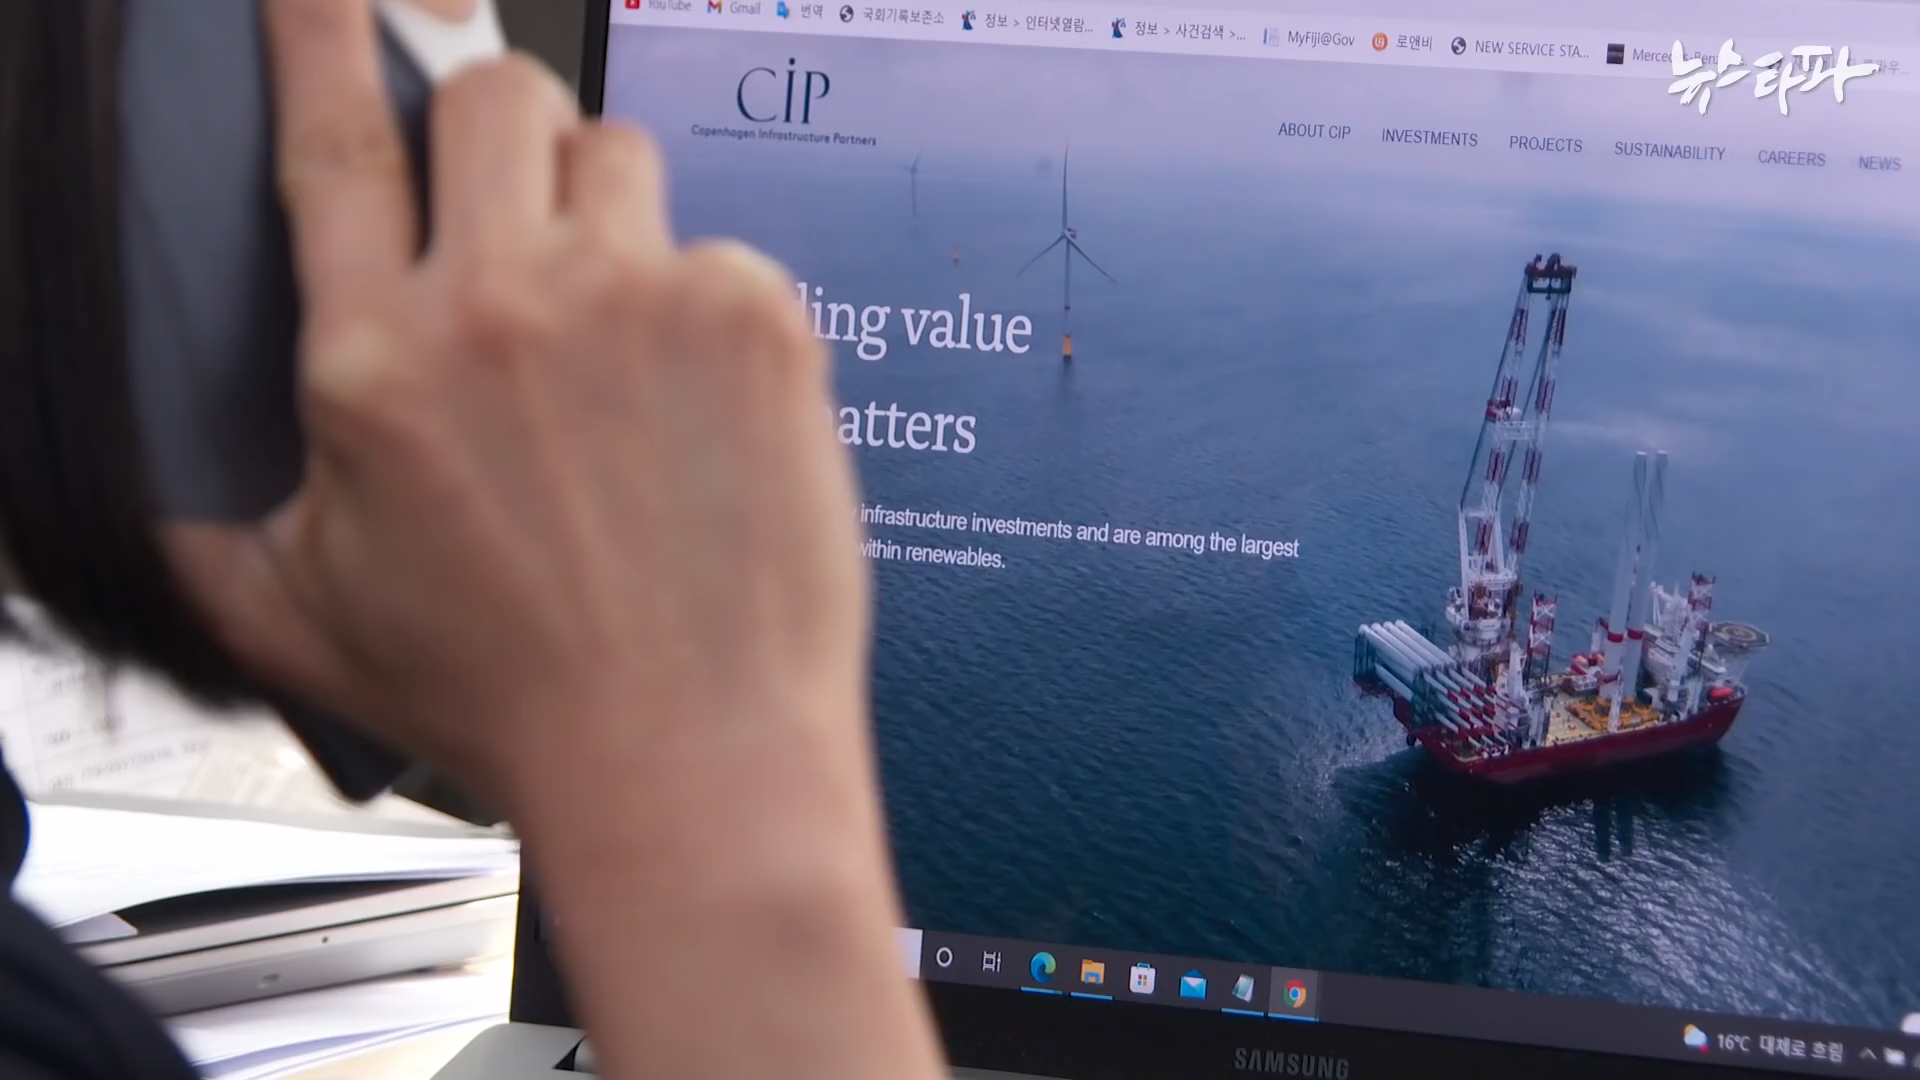 YouTube Gmail 번역 국회기록보존소 정보 > 인터넷열람... 정보 > 사건검색 >... MyFiji@Gov 로앤비 NEW SERVICE STA... Mercedes-Benz
뉴스타파
CIP
Copenhagen Infrastructure Partners
ABOUT CIP INVESTMENTS PROJECTS SUSTAINABILITY CAREERS NEWS
ling value
atters
infrastructure investments and are among the largest
within renewables.
16°C 대체로 흐림
SAMSUNG